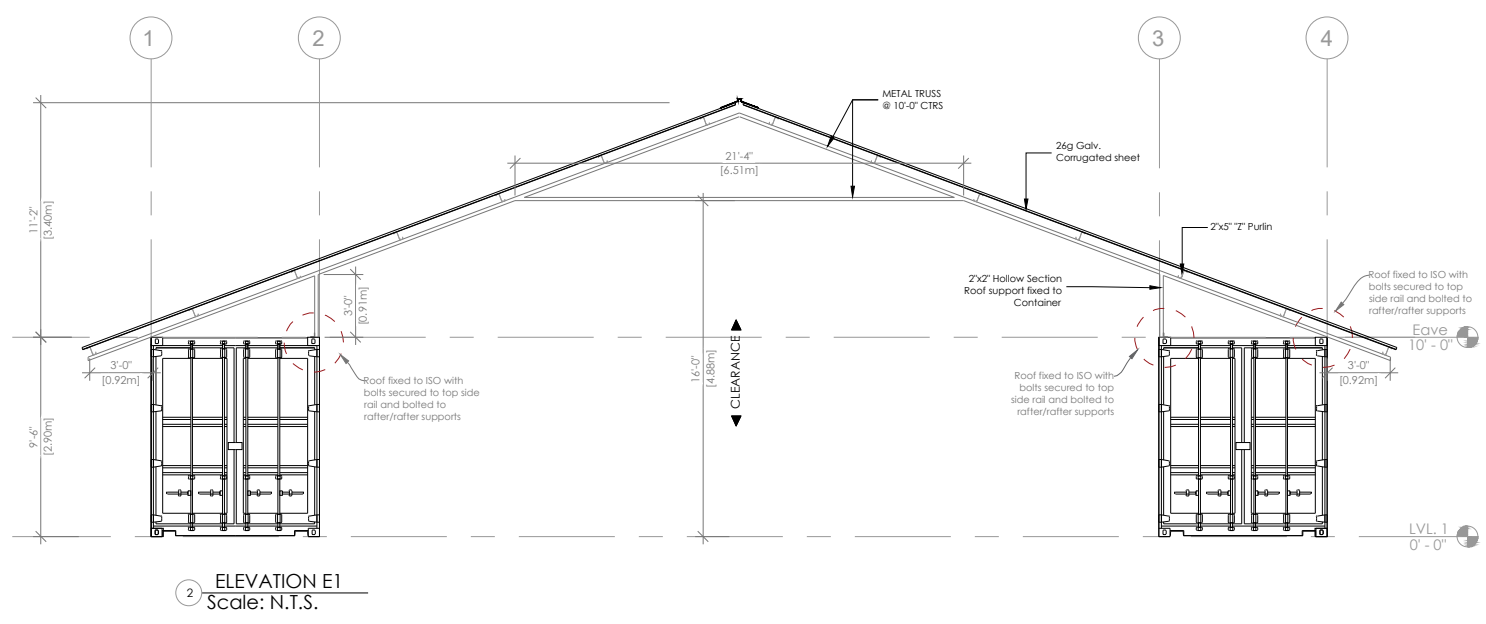 1
2
3
4
METAL TRUSS
@ 10'-0" CTRS
21'-4"
[6.51m]
26g Galv.
Corrugated sheet
11'-2"
[3.40m]
2"x5" "Z" Purlin
3'-0"
[0.91m]
2"x2" Hollow Section
Roof support fixed to
Container
Roof fixed to ISO with
bolts secured to top
side rail and bolted to
rafter/rafter supports
Eave
10' - 0"
3'-0"
[0.92m]
Roof fixed to ISO with
bolts secured to top side
rail and bolted to
rafter/rafter supports
16'-0"
[4.88m]
CLEARANCE
Roof fixed to ISO with
bolts secured to top
side rail and bolted to
rafter/rafter supports
3'-0"
[0.92m]
9'-6"
[2.90m]
LVL. 1
0' - 0"
2
ELEVATION E1
Scale: N.T.S.